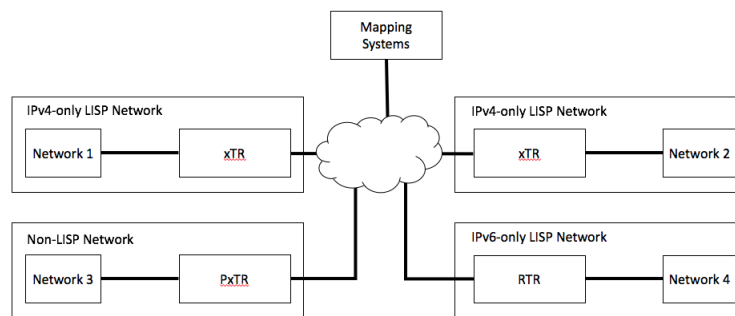 Mapping
Systems
IPv4-only LISP Network
Network 1
xTR
IPv4-only LISP Network
xTR
Network 2
Non-LISP Network
Network 3
PxTR
IPv6-only LISP Network
RTR
Network 4